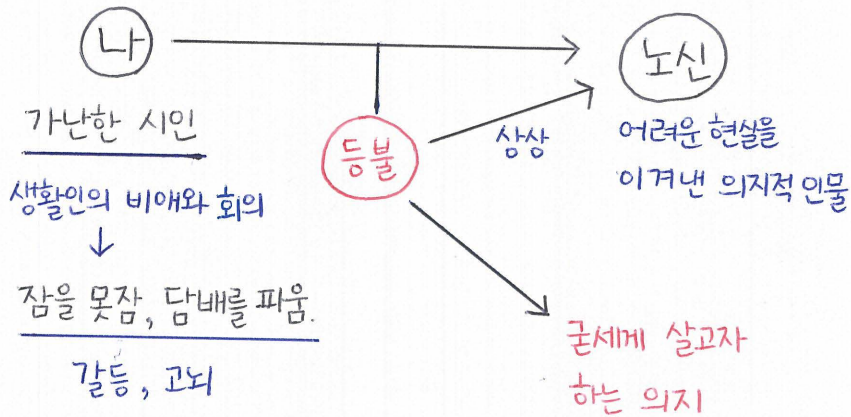 나
노신
가난한 시인
등불
상상
어려운 현실을
이겨낸 의지적 인물
생활인의 비애와 회의
잠을 못잠, 담배를 피움.
갈등, 고뇌
굳세게 살고자
하는 의지